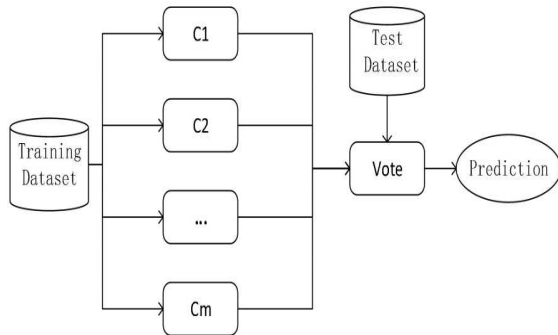 C1
Test
Dataset
C2
Training
Dataset
Vote
Prediction
...
Cm